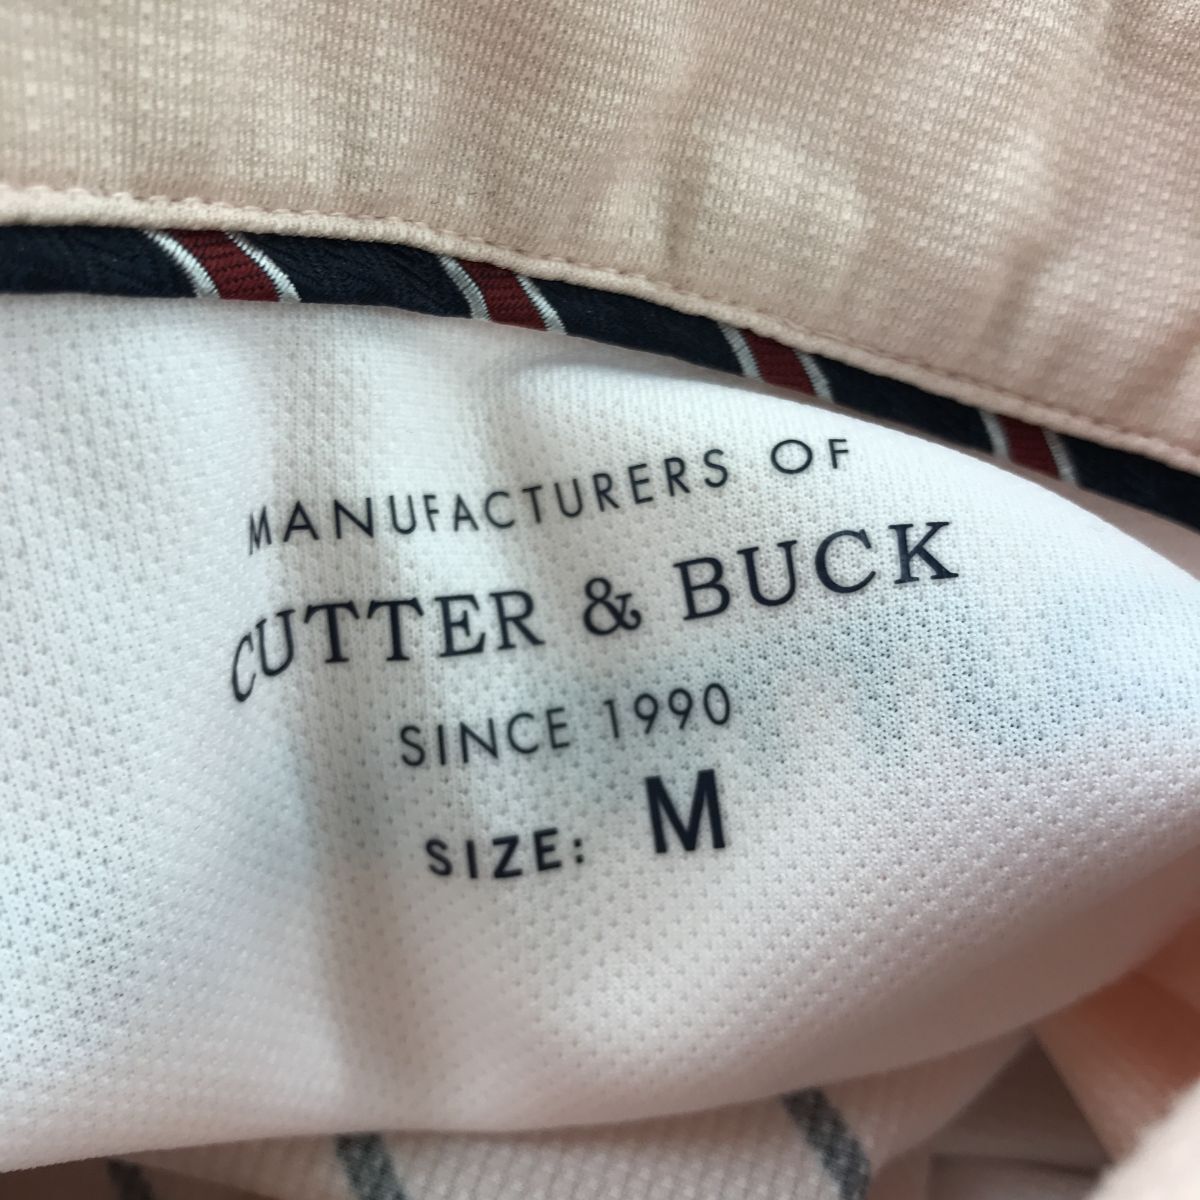 MANUFACTURERS OF
CUTTER & BUCK
SINCE 1990
SIZE: M